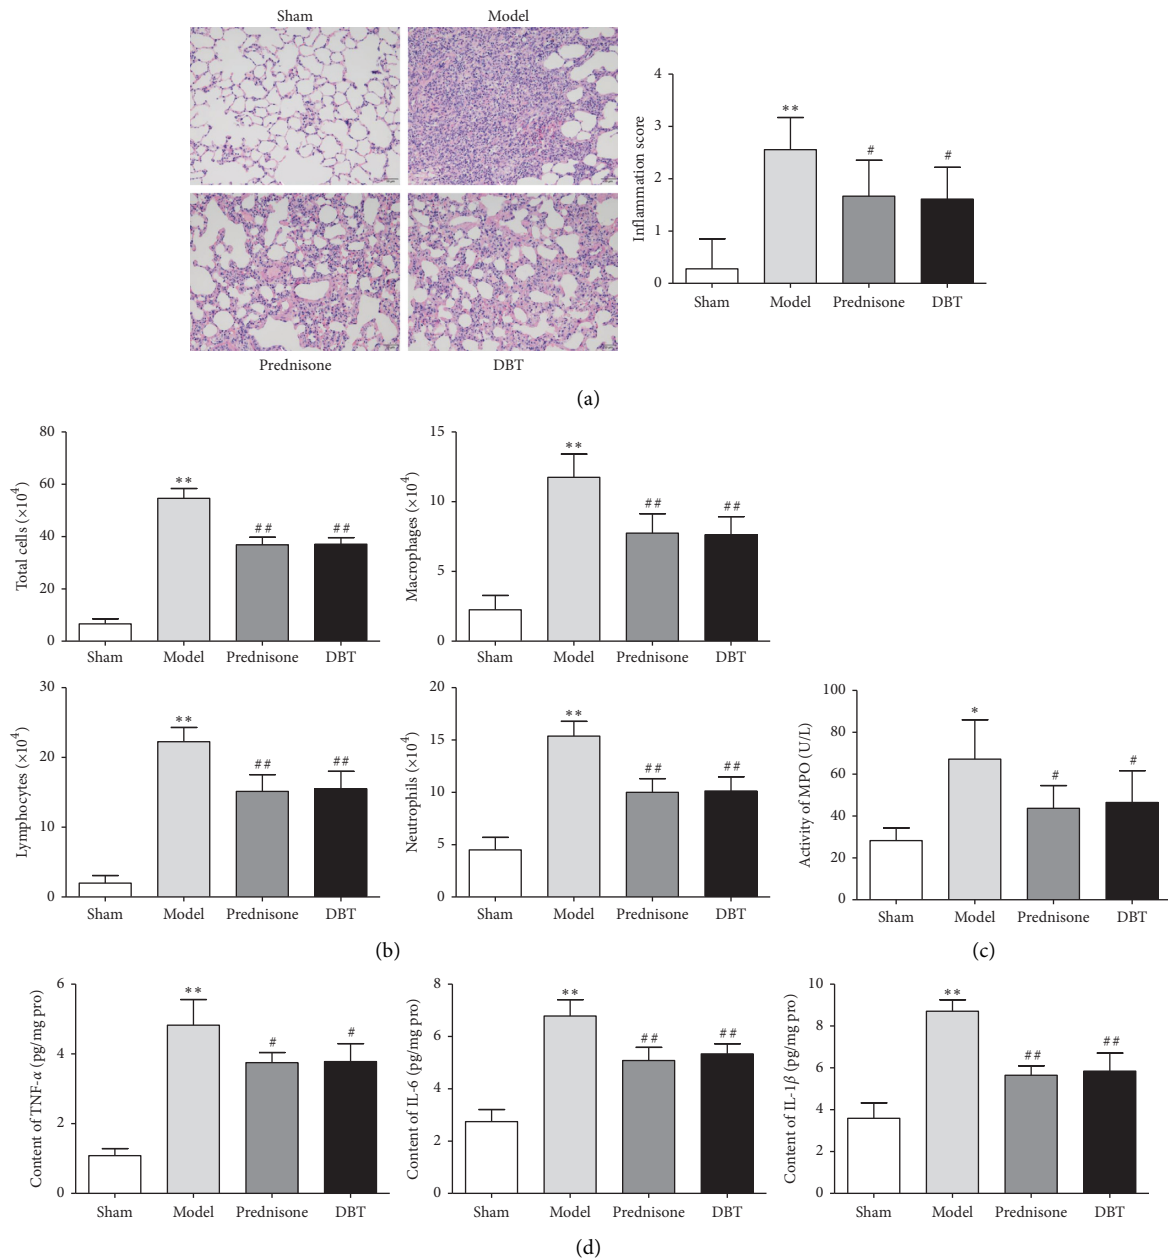 Sham
Model
Prednisone
DBT
Inflammation score
4
3
2
1
0
**
#
#
Sham
Model
Prednisone
DBT
(a)
Total cells (×10⁴)
80
60
40
20
0
**
##
##
Sham
Model
Prednisone
DBT
Macrophages (×10⁴)
15
10
5
0
**
##
##
Sham
Model
Prednisone
DBT
Lymphocytes (×10⁴)
30
20
10
0
**
##
##
Sham
Model
Prednisone
DBT
Neutrophils (×10⁴)
20
15
10
5
0
**
##
##
Sham
Model
Prednisone
DBT
(b)
Activity of MPO (U/L)
100
80
60
40
20
0
*
#
#
Sham
Model
Prednisone
DBT
(c)
Content of TNF-α (pg/mg pro)
6
4
2
0
**
#
#
Sham
Model
Prednisone
DBT
Content of IL-6 (pg/mg pro)
8
6
4
2
0
**
##
##
Sham
Model
Prednisone
DBT
Content of IL-1β (pg/mg pro)
10
8
6
4
2
0
**
##
##
Sham
Model
Prednisone
DBT
(d)